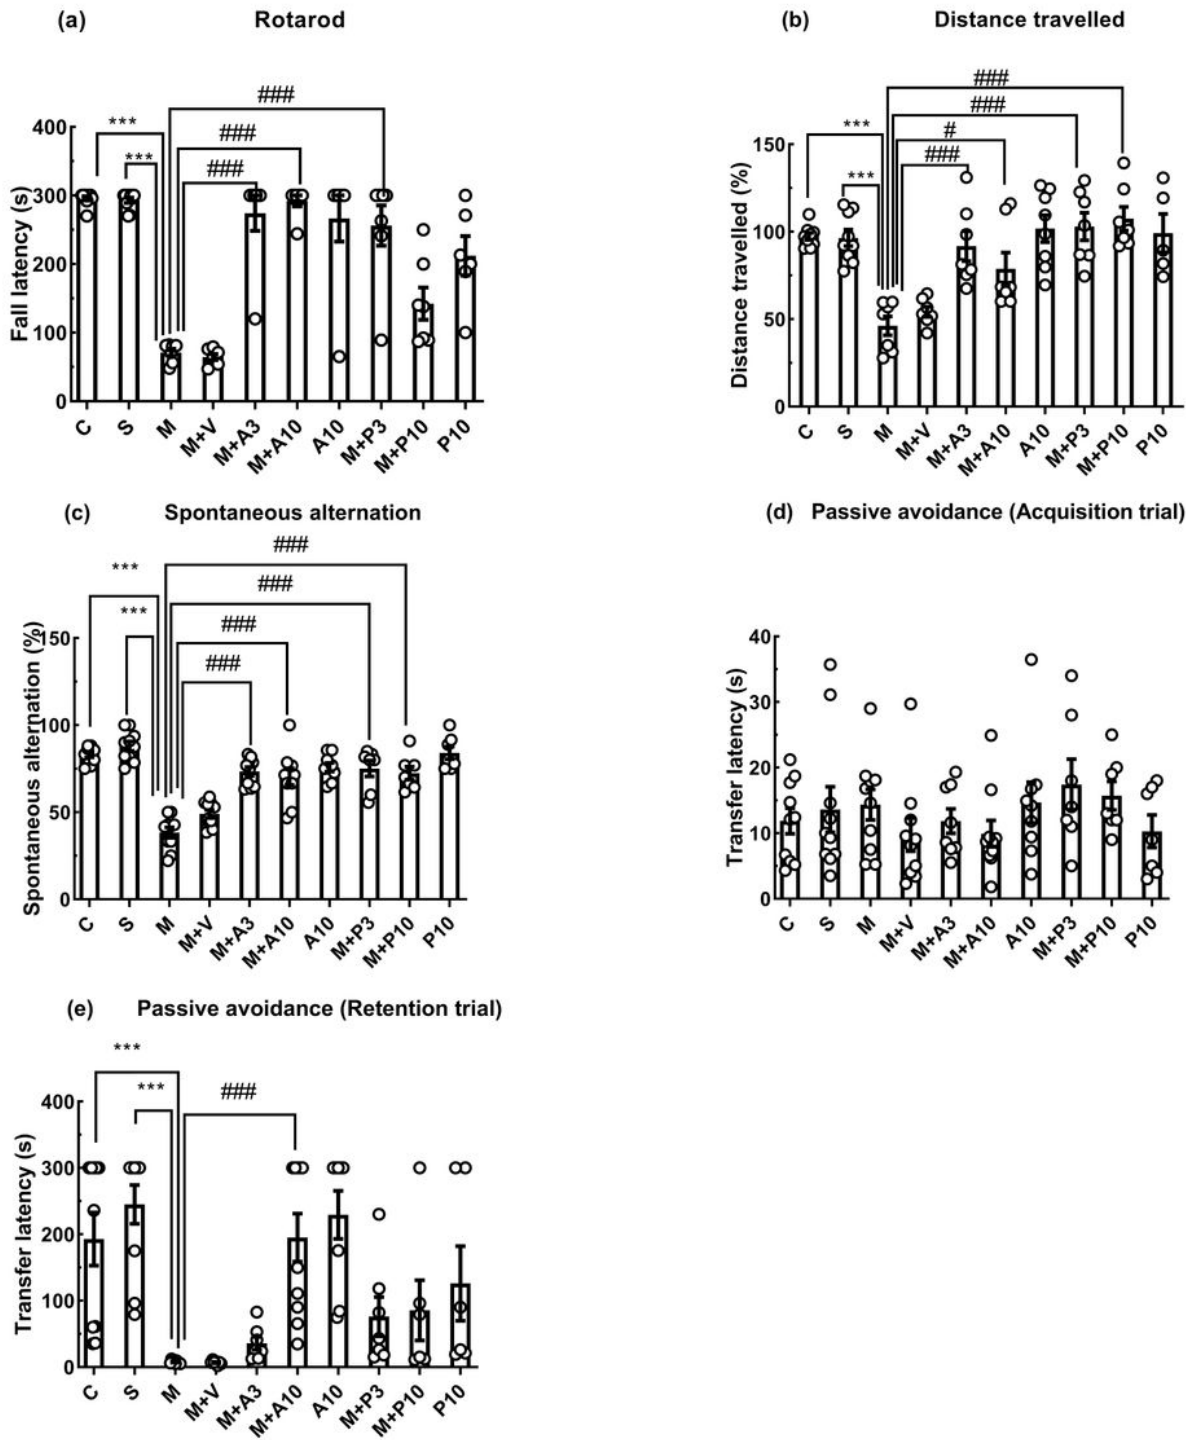 (a) Rotarod
###
***
###
***
###
Fall latency (s)
400
300
200
100
0
C S M M+V M+A3 M+A10 A10 M+P3 M+P10 P10
(b) Distance travelled
###
###
***
#
###
***
Distance travelled (%)
150
100
50
0
C S M M+V M+A3 M+A10 A10 M+P3 M+P10 P10
(c) Spontaneous alternation
###
***
###
***
###
###
Spontaneous alternation (%)
150
100
50
0
C S M M+V M+A3 M+A10 A10 M+P3 M+P10 P10
(d) Passive avoidance (Acquisition trial)
Transfer latency (s)
40
30
20
10
0
C S M M+V M+A3 M+A10 A10 M+P3 M+P10 P10
(e) Passive avoidance (Retention trial)
***
***
###
Transfer latency (s)
400
300
200
100
0
C S M M+V M+A3 M+A10 A10 M+P3 M+P10 P10